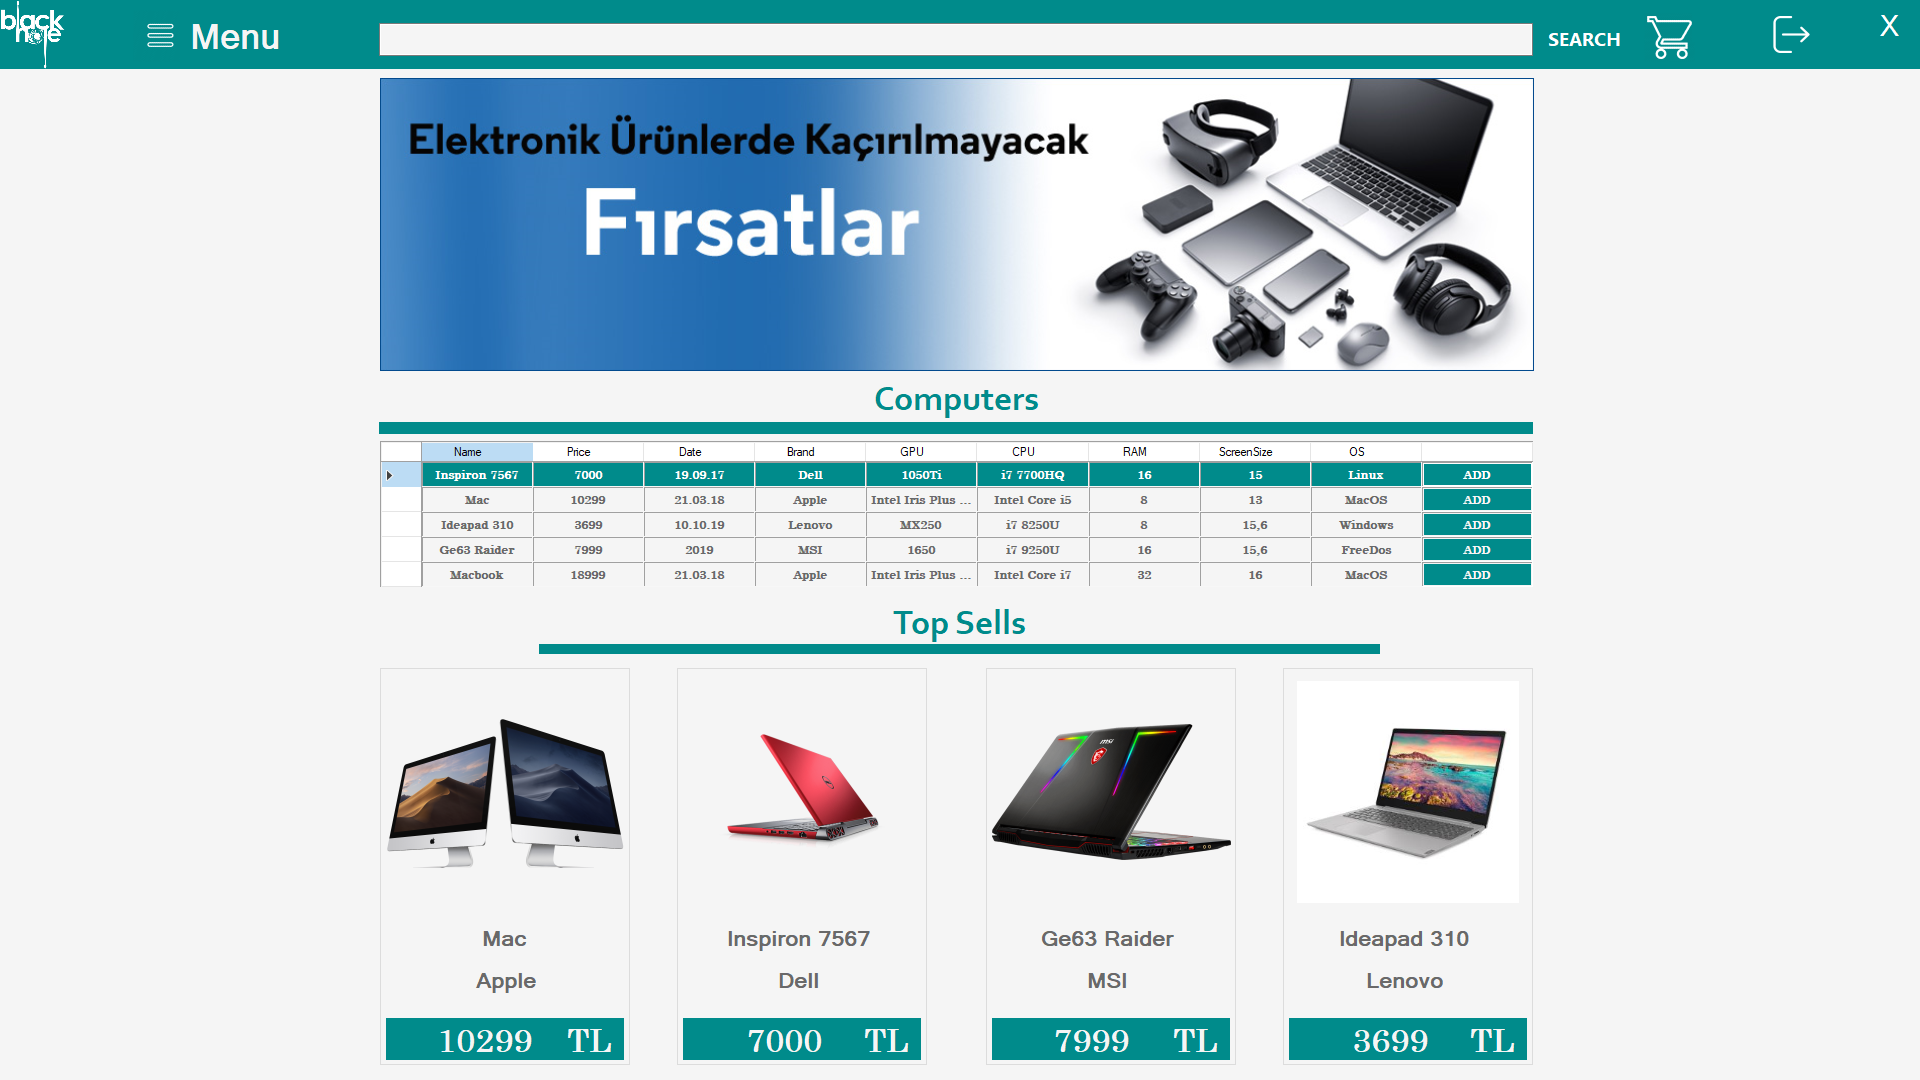 black
hole
Menu
SEARCH
X
Elektronik Ürünlerde Kaçırılmayacak
Fırsatlar
Computers
Name Price Date Brand GPU CPU RAM ScreenSize OS
Inspiron 7567 7000 19.09.17 Dell 1050Ti i7 7700HQ 16 15 Linux ADD
Mac 10299 21.03.18 Apple Intel Iris Plus ... Intel Core i5 8 13 MacOS ADD
Ideapad 310 3699 10.10.19 Lenovo MX250 i7 8250U 8 15,6 Windows ADD
Ge63 Raider 7999 2019 MSI 1650 i7 9250U 16 15,6 FreeDos ADD
Macbook 18999 21.03.18 Apple Intel Iris Plus ... Intel Core i7 32 16 MacOS ADD
Top Sells
msi
Mac
Apple
10299 TL
Inspiron 7567
Dell
7000 TL
Ge63 Raider
MSI
7999 TL
Ideapad 310
Lenovo
3699 TL